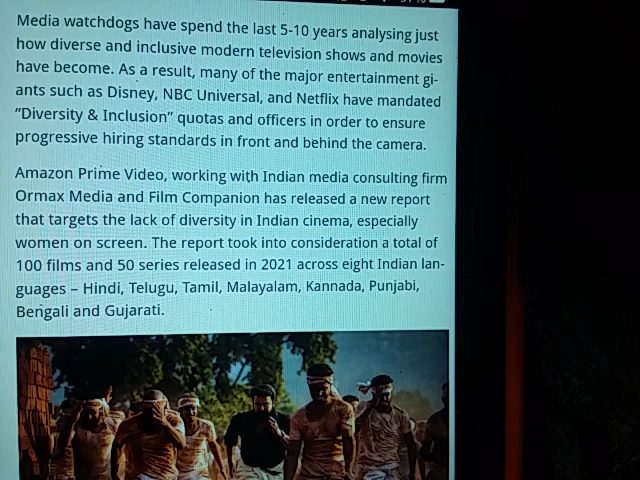 Media watchdogs have spend the last 5-10 years analysing just
how diverse and inclusive modern television shows and movies
have become. As a result, many of the major entertainment gi-
ants such as Disney, NBC Universal, and Netflix have mandated
“Diversity & Inclusion” quotas and officers in order to ensure
progressive hiring standards in front and behind the camera.
Amazon Prime Video, working with Indian media consulting firm
Ormax Media and Film Companion has released a new report
that targets the lack of diversity in Indian cinema, especially
women on screen. The report took into consideration a total of
100 films and 50 series released in 2021 across eight Indian lan-
guages – Hindi, Telugu, Tamil, Malayalam, Kannada, Punjabi,
Bengali and Gujarati.